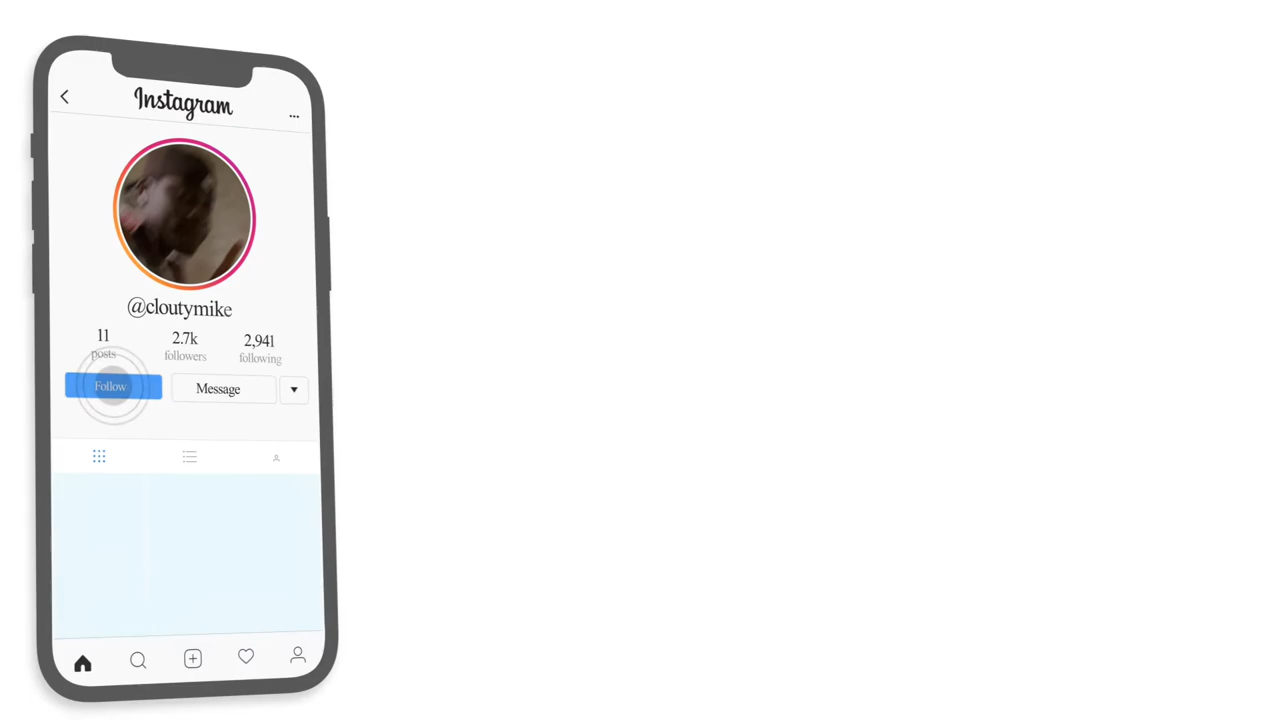 Instagram
...
@cloutymike
11 2.7k 2,941
posts followers following
Follow Message